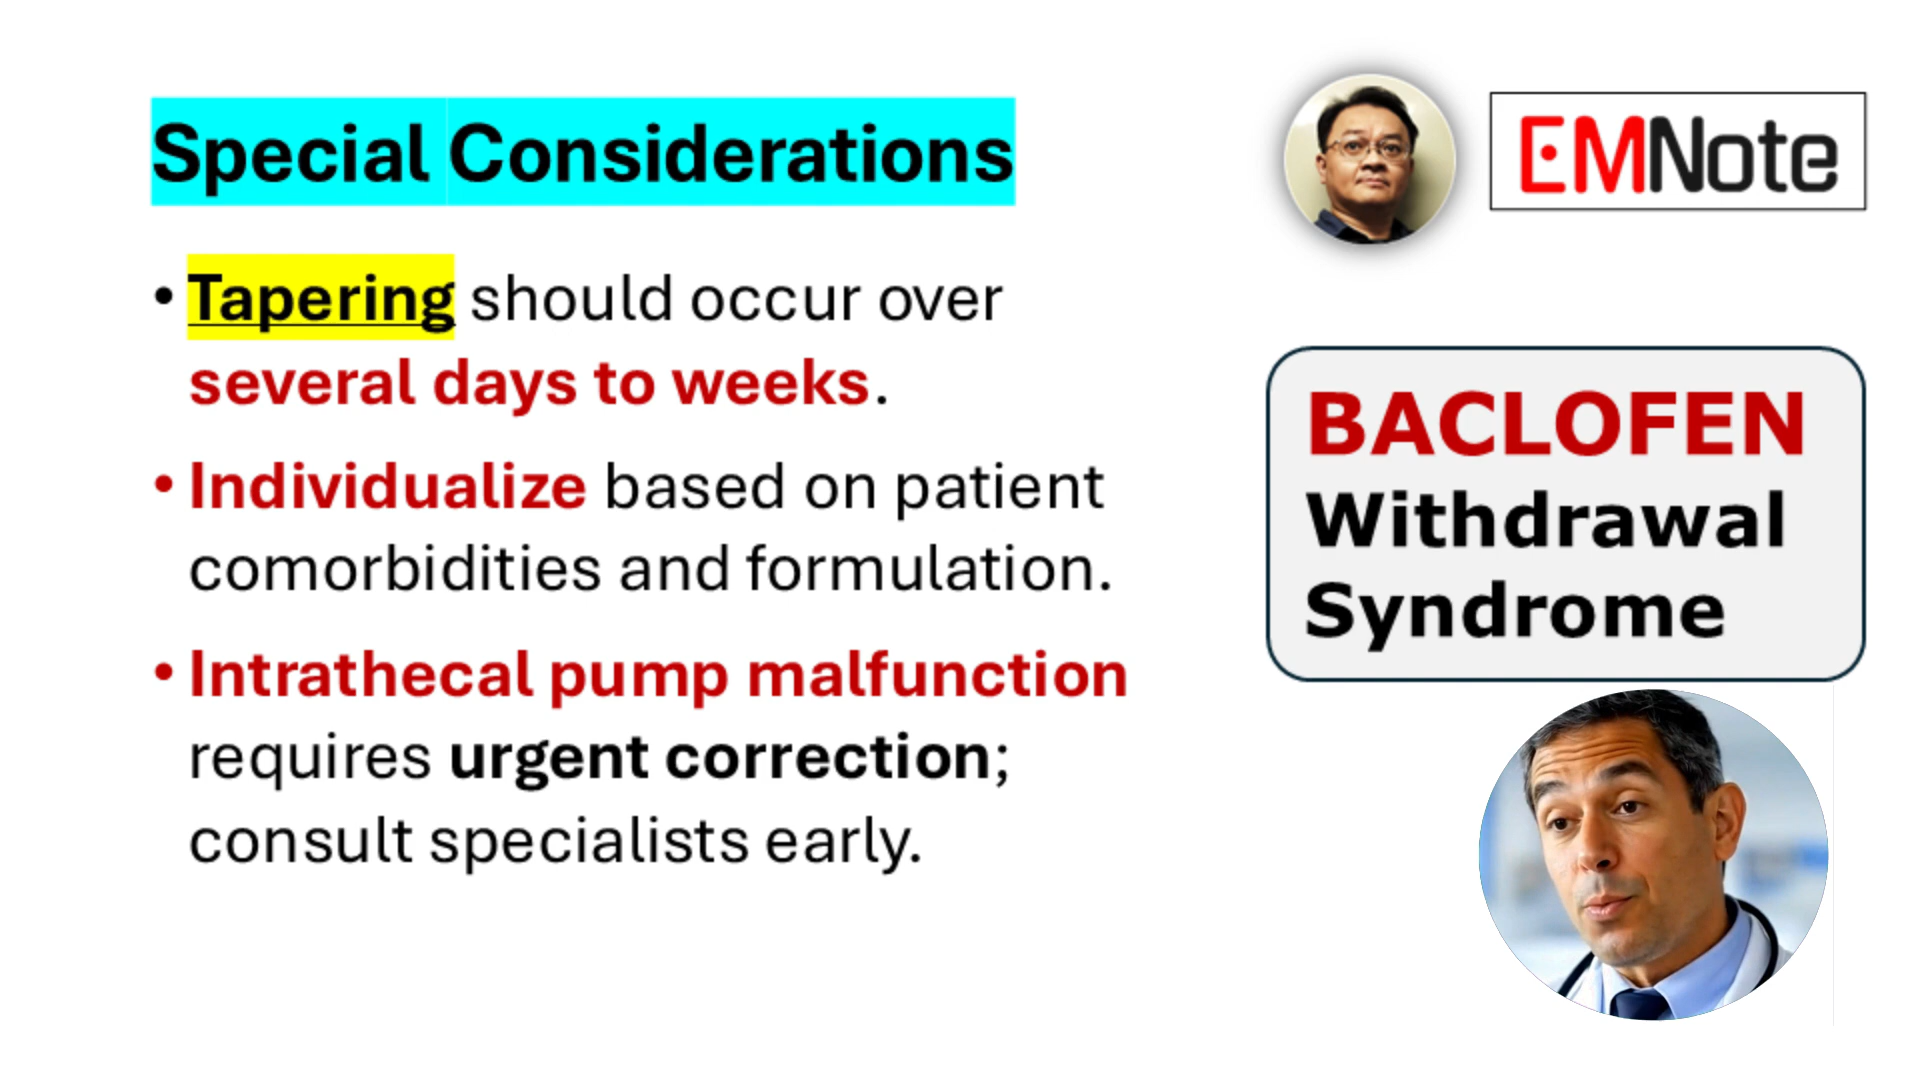 Special Considerations
• Tapering should occur over
several days to weeks.
• Individualize based on patient
comorbidities and formulation.
• Intrathecal pump malfunction
requires urgent correction;
consult specialists early.
EMNote
BACLOFEN
Withdrawal
Syndrome